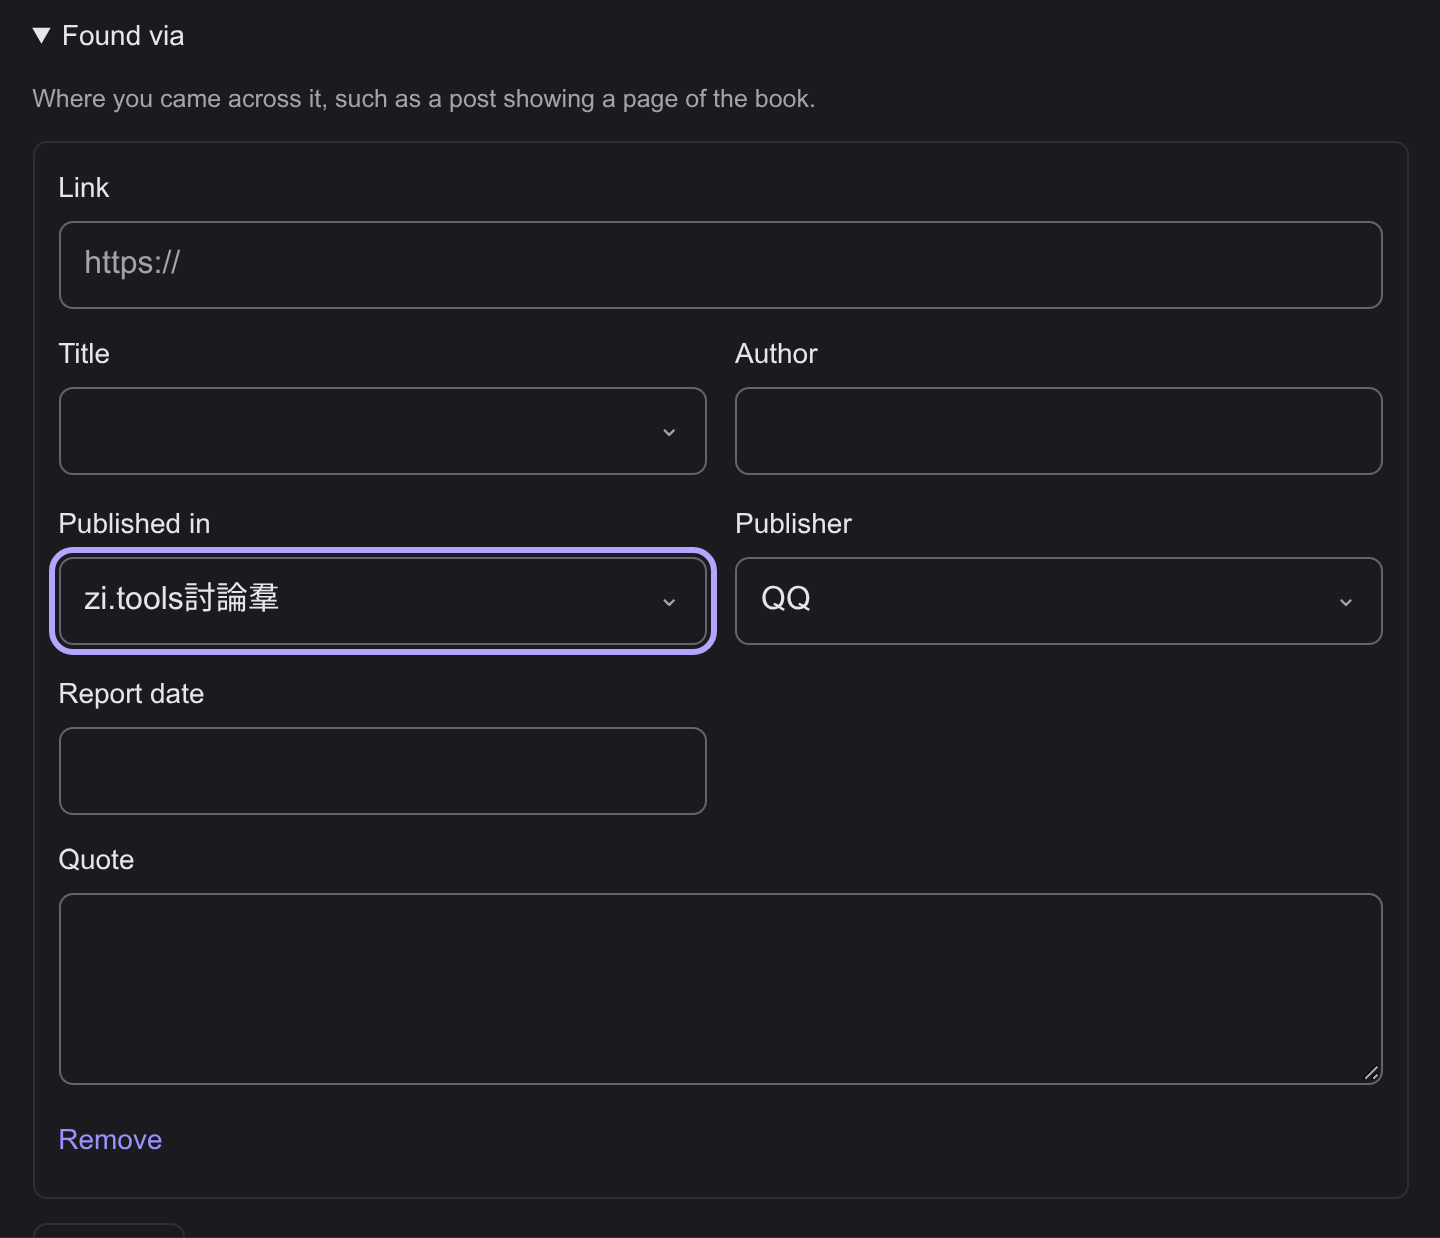 Found via
Where you came across it, such as a post showing a page of the book.
Link
https://
Title
Author
Published in
Publisher
zi.tools討論羣
QQ
Report date
Quote
Remove